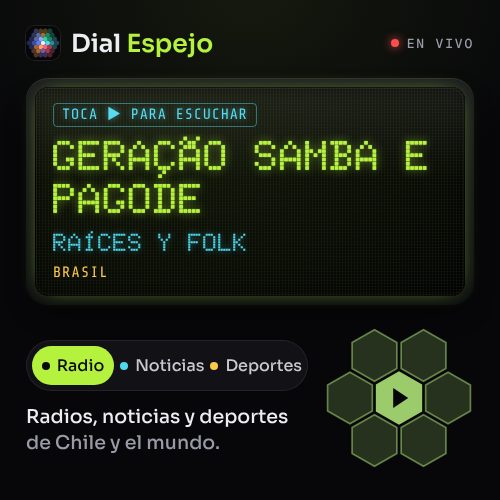 Dial Espejo
EN VIVO
TOCA ▶ PARA ESCUCHAR
GERAÇÃO SAMBA E
PAGODE
RAÍCES Y FOLK
BRASIL
Radio Noticias Deportes
Radios, noticias y deportes
de Chile y el mundo.